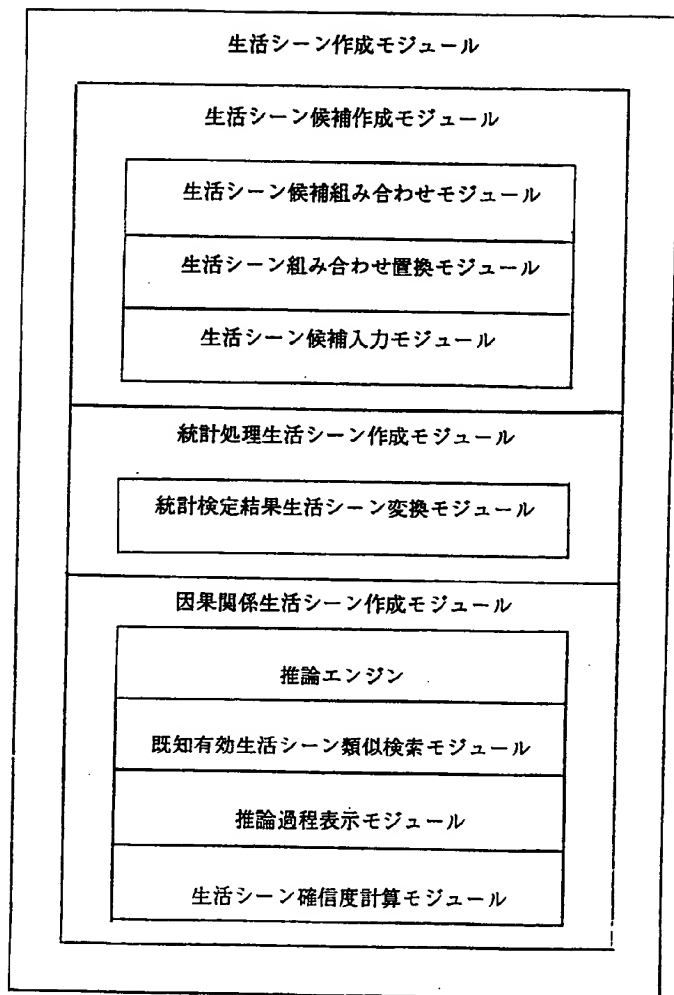 生活シーン作成モジュール
生活シーン候補作成モジュール
生活シーン候補組み合わせモジュール
生活シーン組み合わせ置換モジュール
生活シーン候補入力モジュール
統計処理生活シーン作成モジュール
統計検定結果生活シーン変換モジュール
因果関係生活シーン作成モジュール
推論エンジン
既知有効生活シーン類似検索モジュール
推論過程表示モジュール
生活シーン確信度計算モジュール